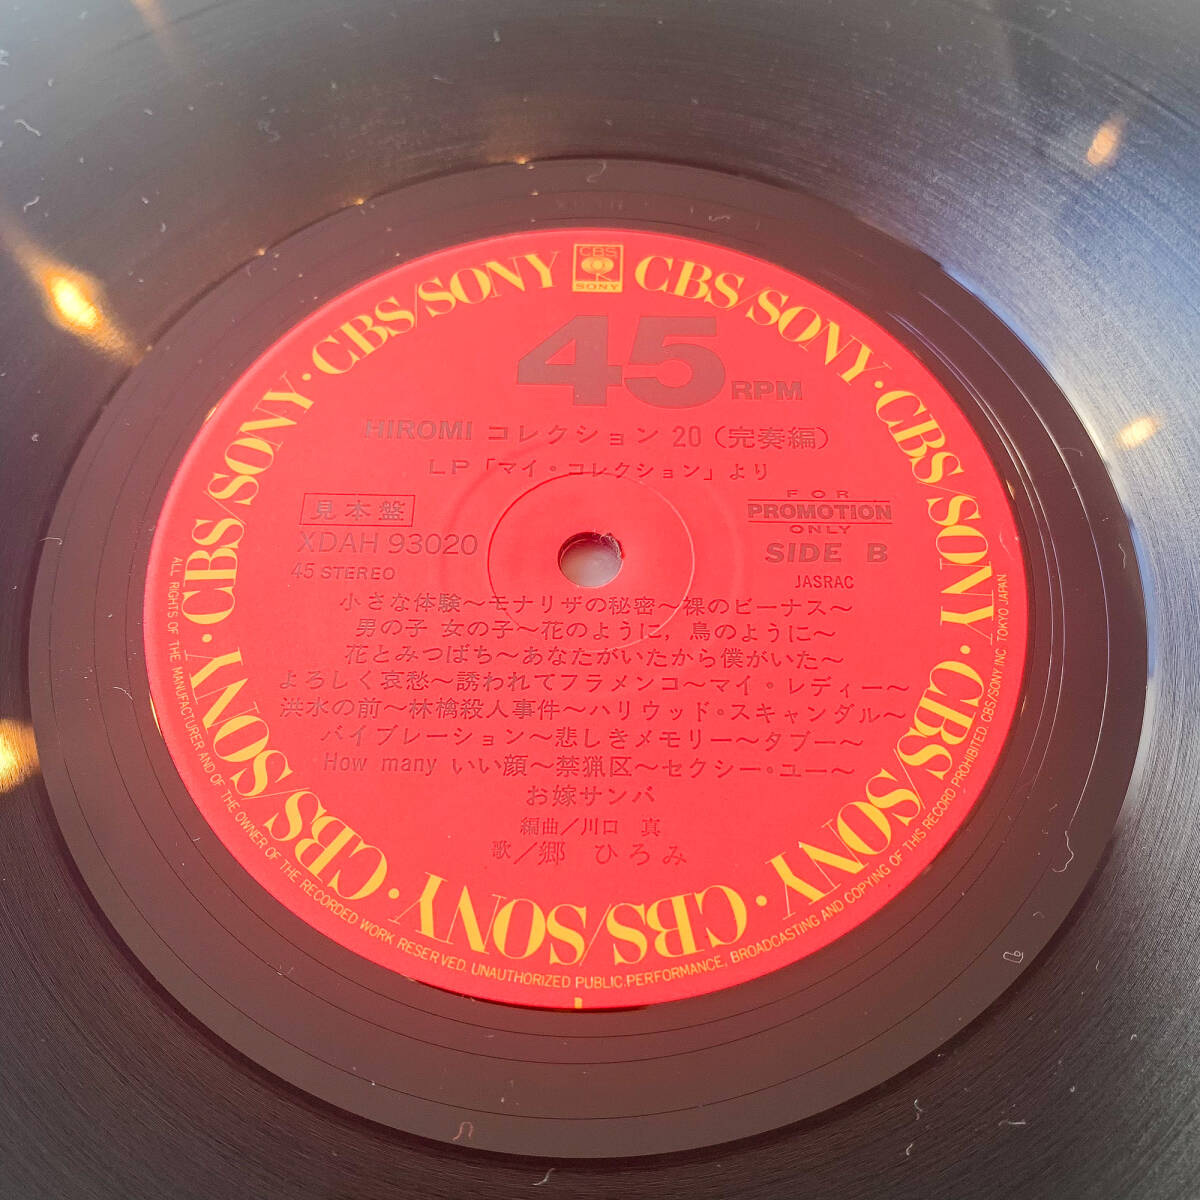 CBS/SONY · CBS/SONY · CBS/SONY · CBS/SONY · CBS/SONY · CBS/SONY · CBS/SONY · CBS/SONY
CBS
SONY
45 RPM
HIROMI コレクション 20 (完奏編)
LP「マイ・コレクション」より
見本盤
XDAH 93020
45 STEREO
FOR
PROMOTION
ONLY
SIDE B
JASRAC
小さな体験～モナリザの秘密～裸のビーナス～
男の子 女の子～花のように, 鳥のように～
花とみつばち～あなたがいたから僕がいた～
よろしく哀愁～誘われてフラメンコ～マイ・レディー～
洪水の前～林檎殺人事件～ハリウッド・スキャンダル～
バイブレーション～悲しきメモリー～タブー～
How many いい顔～禁猟区～セクシー・ユー～
お嫁サンバ
編曲／川口 真
歌／郷 ひろみ
ALL RIGHTS OF THE MANUFACTURER AND OF THE OWNER OF THE RECORDED WORK RESERVED. UNAUTHORIZED PUBLIC PERFORMANCE, BROADCASTING AND COPYING OF THIS RECORD PROHIBITED. CBS/SONY INC. TOKYO JAPAN